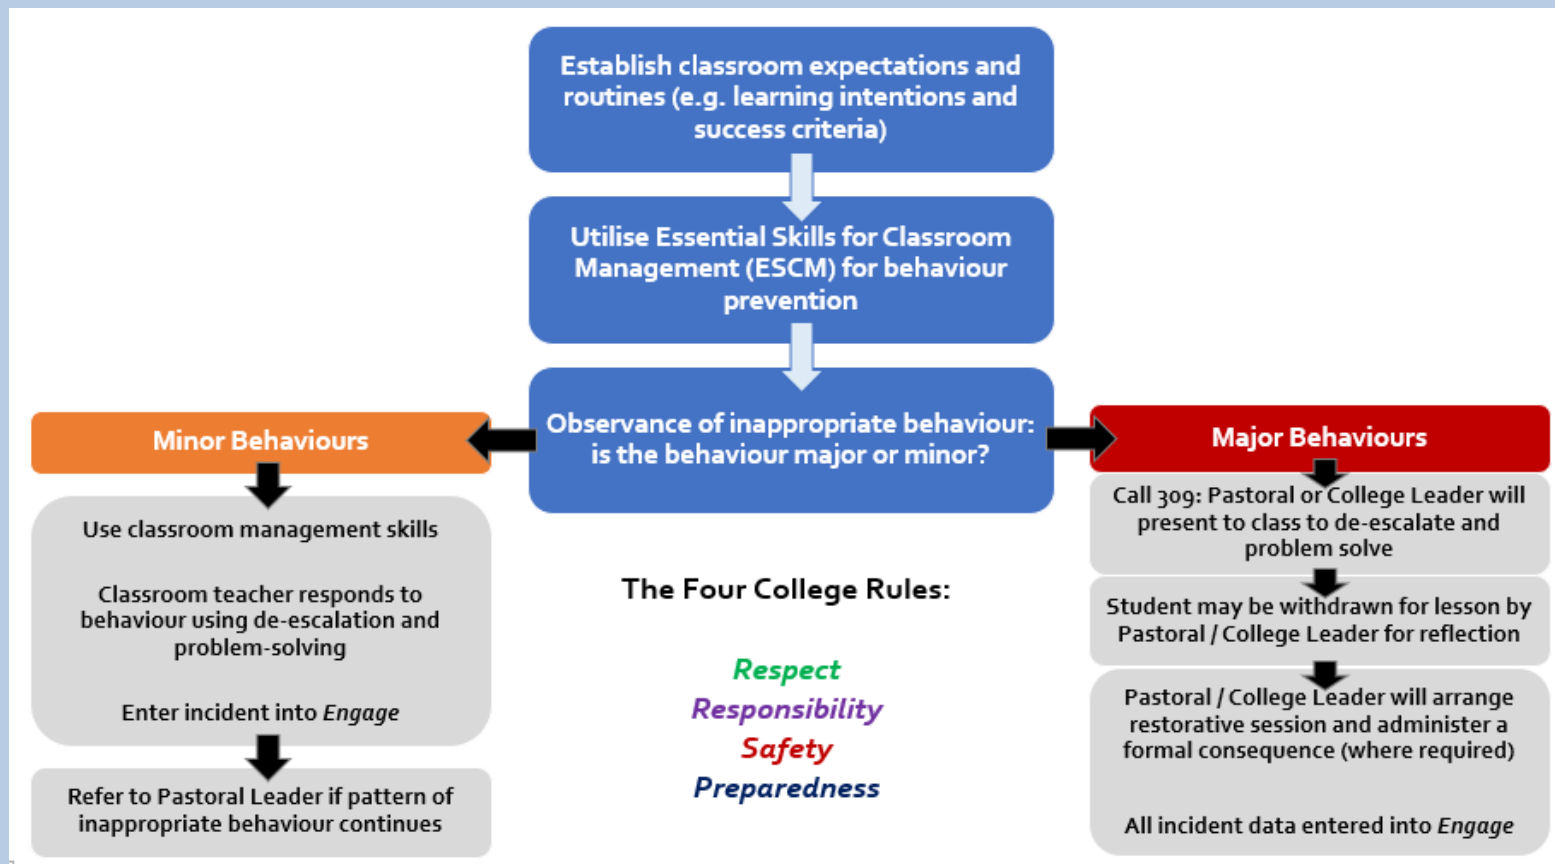 Establish classroom expectations and
routines (e.g. learning intentions and
success criteria)
Utilise Essential Skills for Classroom
Management (ESCM) for behaviour
prevention
Observance of inappropriate behaviour:
is the behaviour major or minor?
Minor Behaviours
Use classroom management skills
Classroom teacher responds to
behaviour using de-escalation and
problem-solving
Enter incident into Engage
Refer to Pastoral Leader if pattern of
inappropriate behaviour continues
Major Behaviours
Call 309: Pastoral or College Leader will
present to class to de-escalate and
problem solve
Student may be withdrawn for lesson by
Pastoral / College Leader for reflection
Pastoral / College Leader will arrange
restorative session and administer a
formal consequence (where required)
All incident data entered into Engage
The Four College Rules:
Respect
Responsibility
Safety
Preparedness